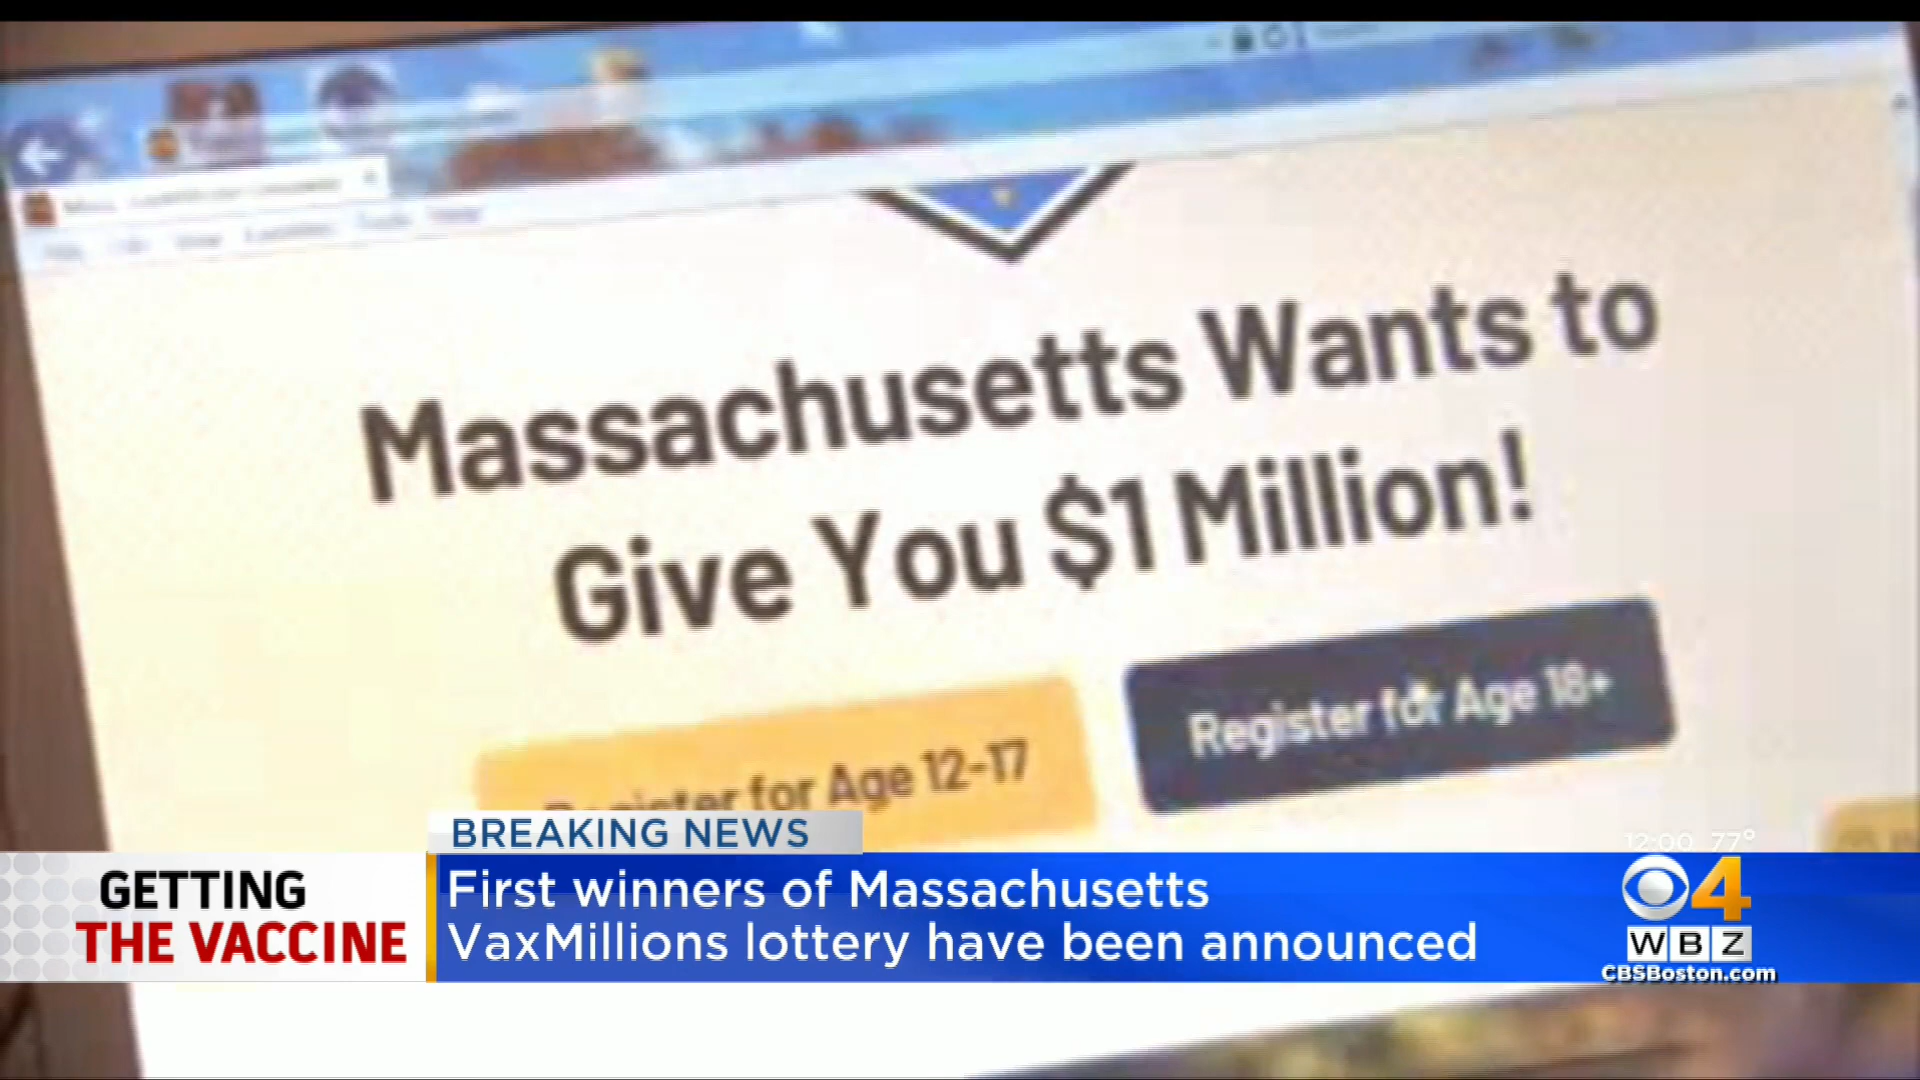 Massachusetts Wants to
Give You $1 Million!
Register for Age 12-17
Register for Age 18+
BREAKING NEWS
GETTING
THE VACCINE
First winners of Massachusetts
VaxMillions lottery have been announced
12:00 77°
4
WBZ
CBSBoston.com